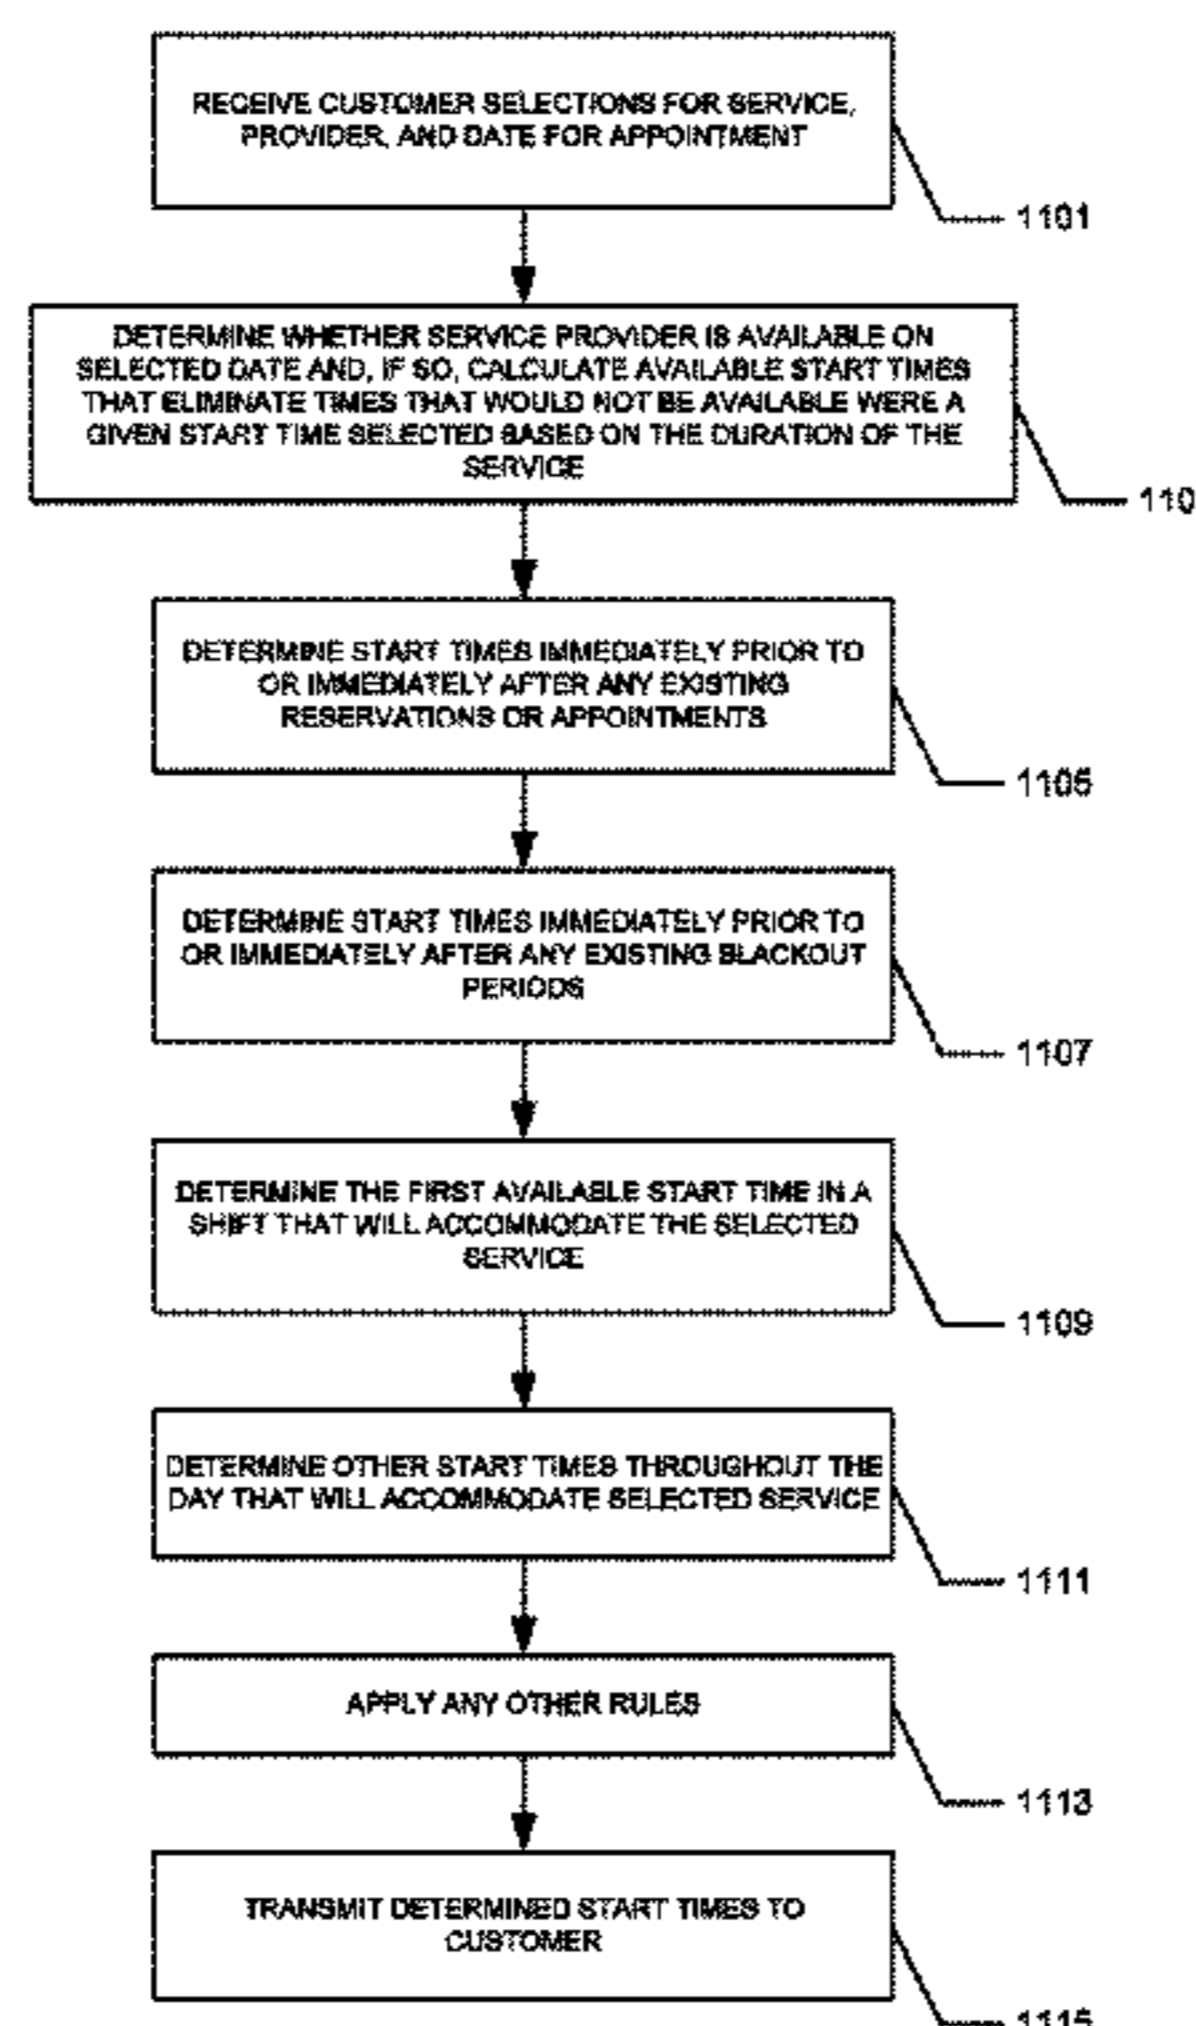 RECEIVE CUSTOMER SELECTIONS FOR SERVICE,
PROVIDER, AND DATE FOR APPOINTMENT
1101
DETERMINE WHETHER SERVICE PROVIDER IS AVAILABLE ON
SELECTED DATE AND, IF SO, CALCULATE AVAILABLE START TIMES
THAT ELIMINATE TIMES THAT WOULD NOT BE AVAILABLE WERE A
GIVEN START TIME SELECTED BASED ON THE DURATION OF THE
SERVICE
110
DETERMINE START TIMES IMMEDIATELY PRIOR TO
OR IMMEDIATELY AFTER ANY EXISTING
RESERVATIONS OR APPOINTMENTS
1105
DETERMINE START TIMES IMMEDIATELY PRIOR TO
OR IMMEDIATELY AFTER ANY EXISTING BLACKOUT
PERIODS
1107
DETERMINE THE FIRST AVAILABLE START TIME IN A
SHIFT THAT WILL ACCOMMODATE THE SELECTED
SERVICE
1109
DETERMINE OTHER START TIMES THROUGHOUT THE
DAY THAT WILL ACCOMMODATE SELECTED SERVICE
1111
APPLY ANY OTHER RULES
1113
TRANSMIT DETERMINED START TIMES TO
CUSTOMER
1115